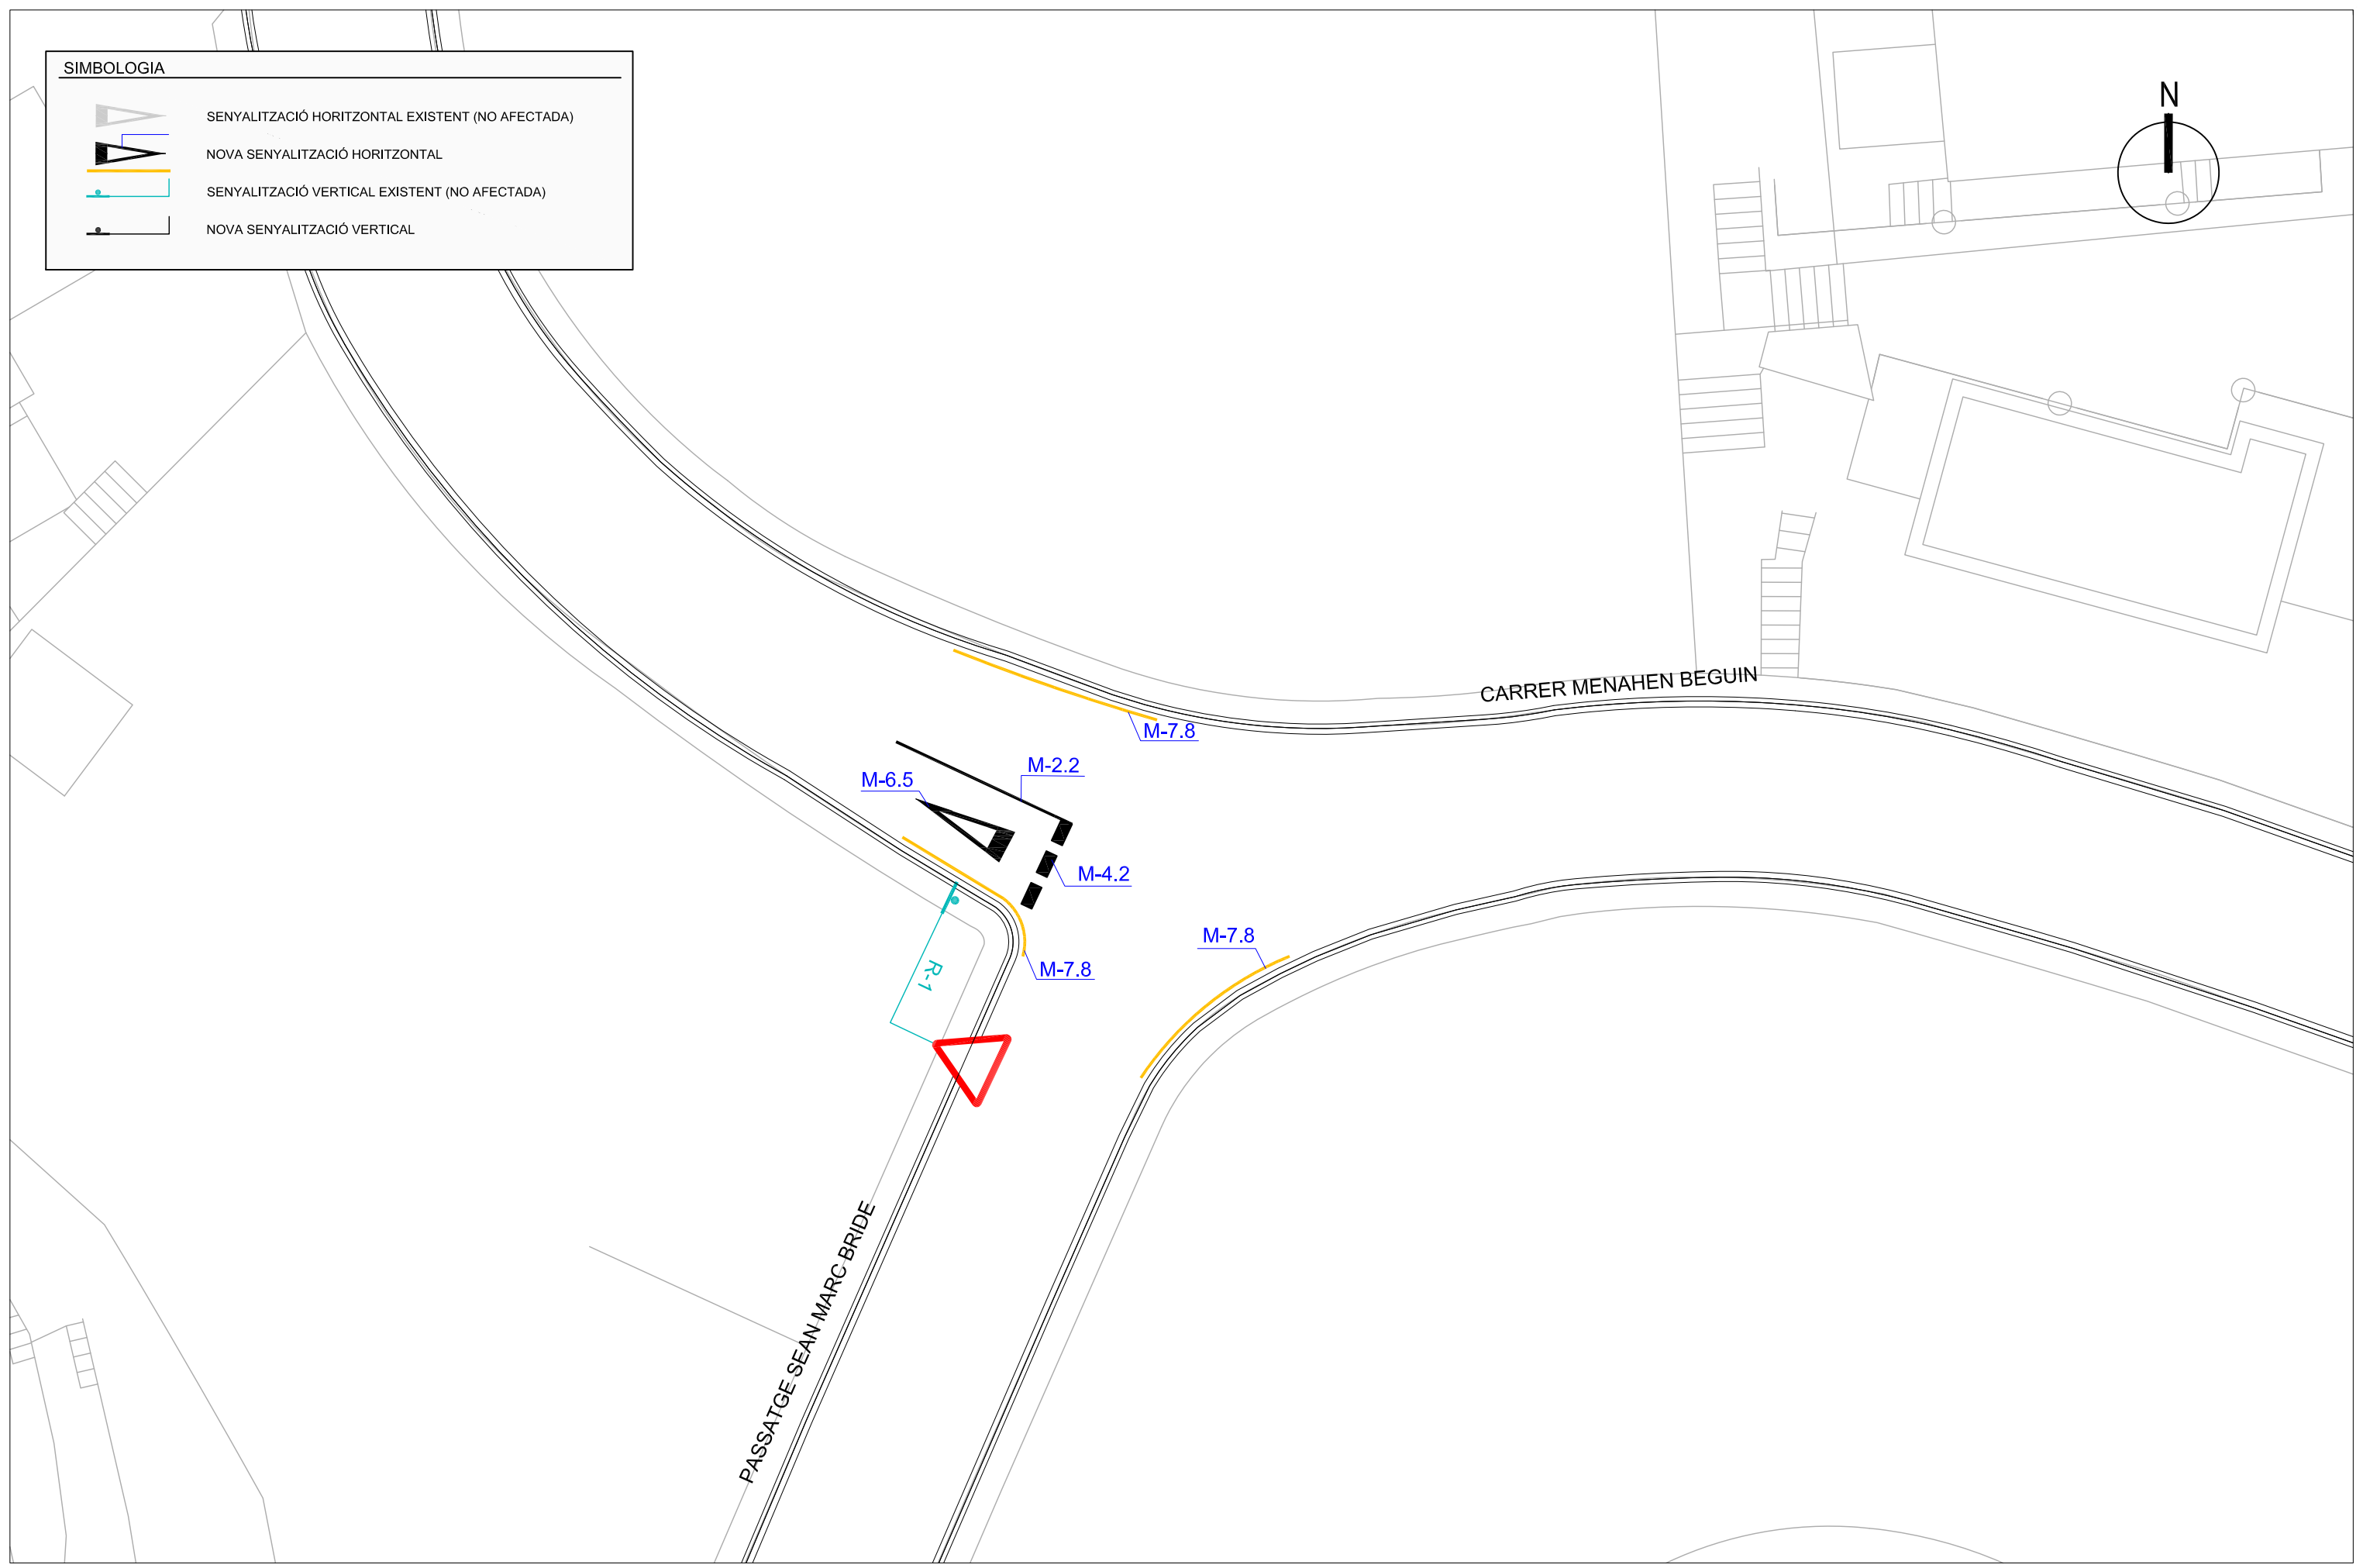 SIMBOLOGIA
SENYALITZACIÓ HORITZONTAL EXISTENT (NO AFECTADA)
NOVA SENYALITZACIÓ HORITZONTAL
SENYALITZACIÓ VERTICAL EXISTENT (NO AFECTADA)
NOVA SENYALITZACIÓ VERTICAL
N
CARRER MENAHEN BEGUIN
M-7.8
M-2.2
M-6.5
M-4.2
M-7.8
M-7.8
R-1
PASSATGE SEAN MARC BRIDE